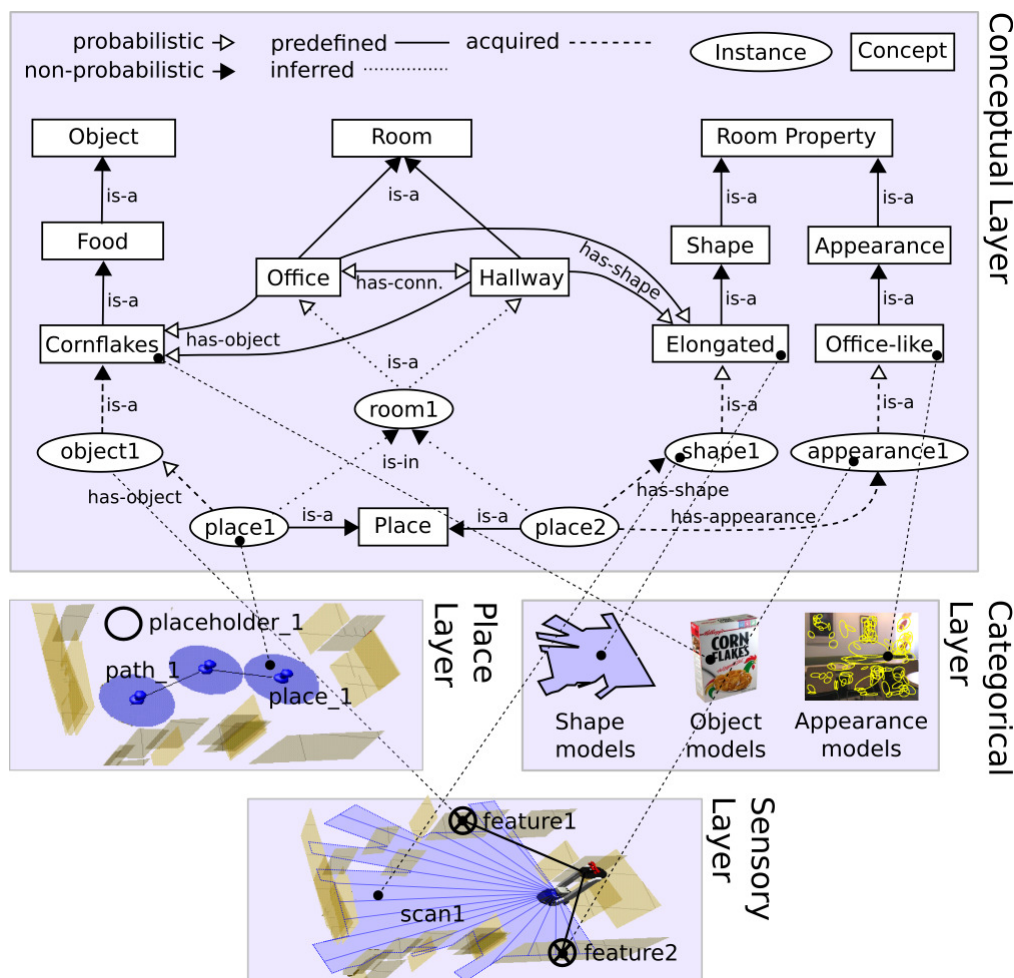 probabilistic
predefined
acquired
Instance
Concept
non-probabilistic
inferred
Conceptual Layer
Object
Room
Room Property
is-a
is-a
is-a
is-a
Food
Shape
Appearance
Office
has-conn.
Hallway
has-shape
is-a
is-a
is-a
has-object
Cornflakes
Elongated
Office-like
is-a
is-a
is-a
is-a
room1
object1
is-in
shape1
appearance1
has-object
has-shape
place1
is-a
Place
is-a
place2
has-appearance
placeholder_1
path_1
place_1
Place
Layer
CORN
FLAKES
Shape
models
Object
models
Appearance
models
Categorical
Layer
feature1
scan1
feature2
Sensory
Layer